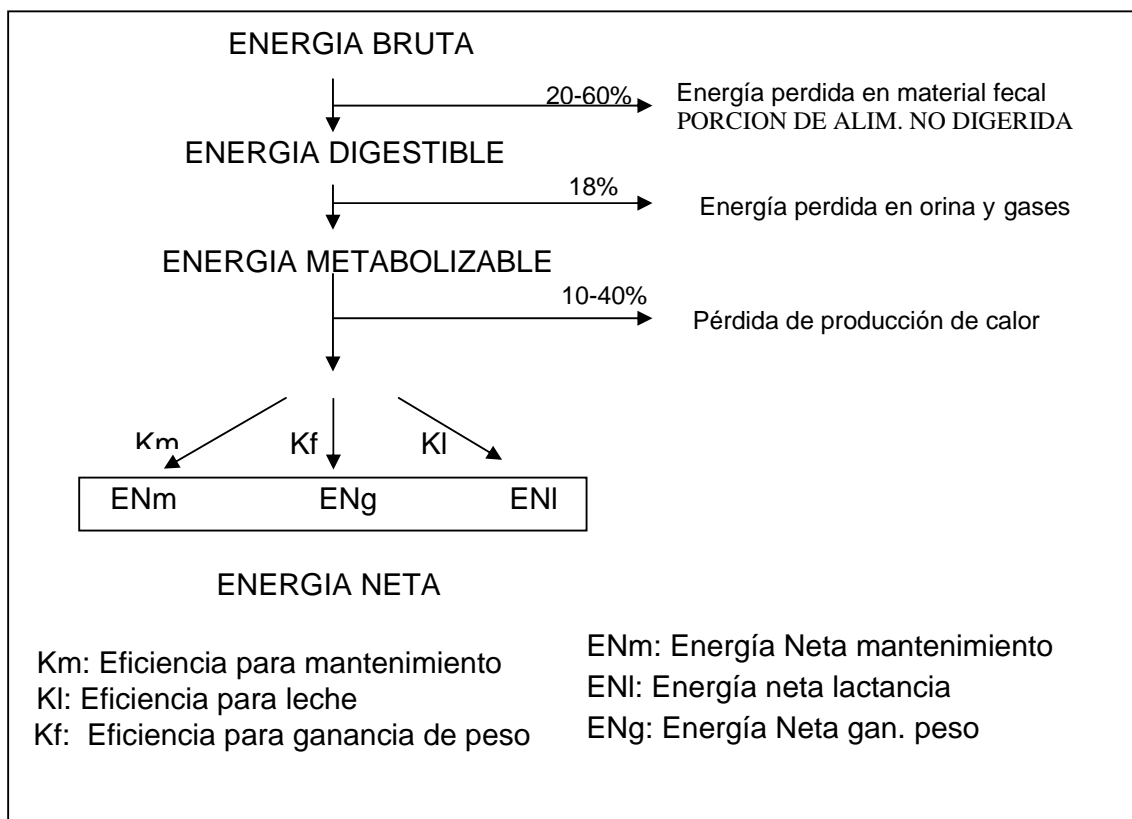 ENERGIA BRUTA
20-60%
Energía perdida en material fecal
PORCION DE ALIM. NO DIGERIDA
ENERGIA DIGESTIBLE
18%
Energía perdida en orina y gases
ENERGIA METABOLIZABLE
10-40%
Pérdida de producción de calor
Km Kf Kl
ENm ENg ENl
ENERGIA NETA
Km: Eficiencia para mantenimiento
Kl: Eficiencia para leche
Kf: Eficiencia para ganancia de peso
ENm: Energía Neta mantenimiento
ENl: Energía neta lactancia
ENg: Energía Neta gan. peso